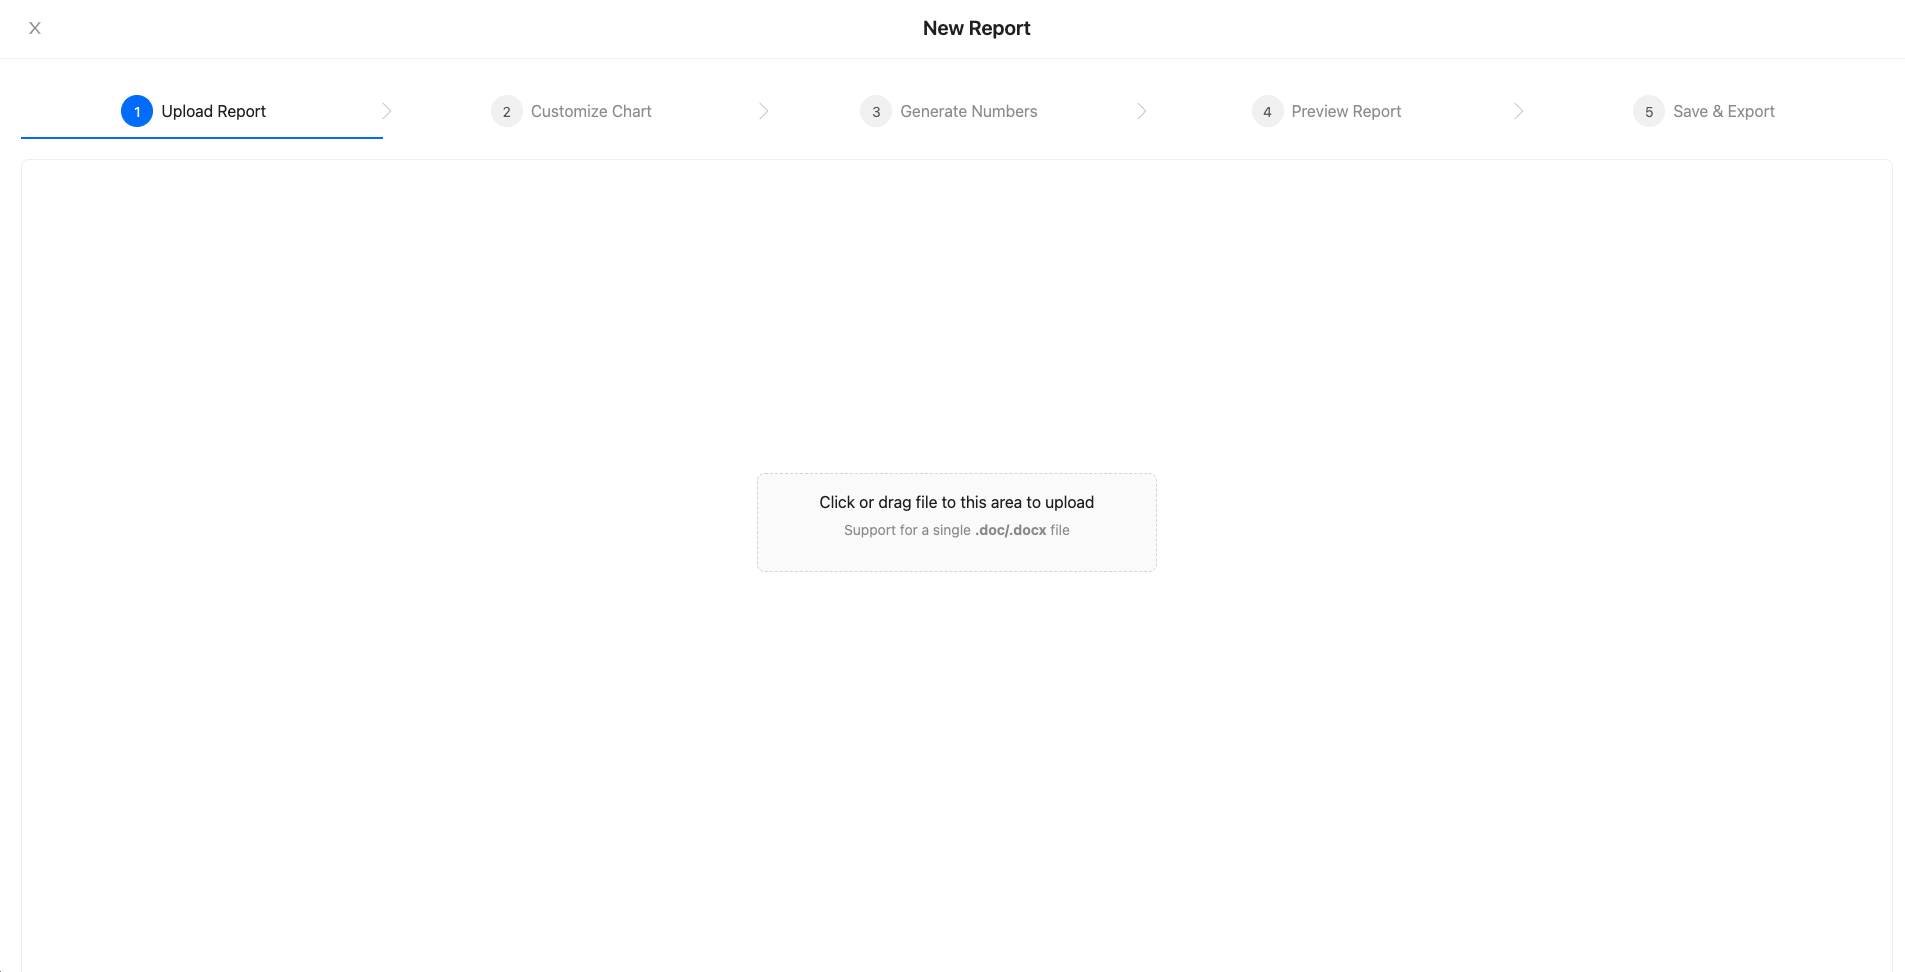 New Report
1 Upload Report
2 Customize Chart
3 Generate Numbers
4 Preview Report
5 Save & Export
Click or drag file to this area to upload
Support for a single .doc/.docx file